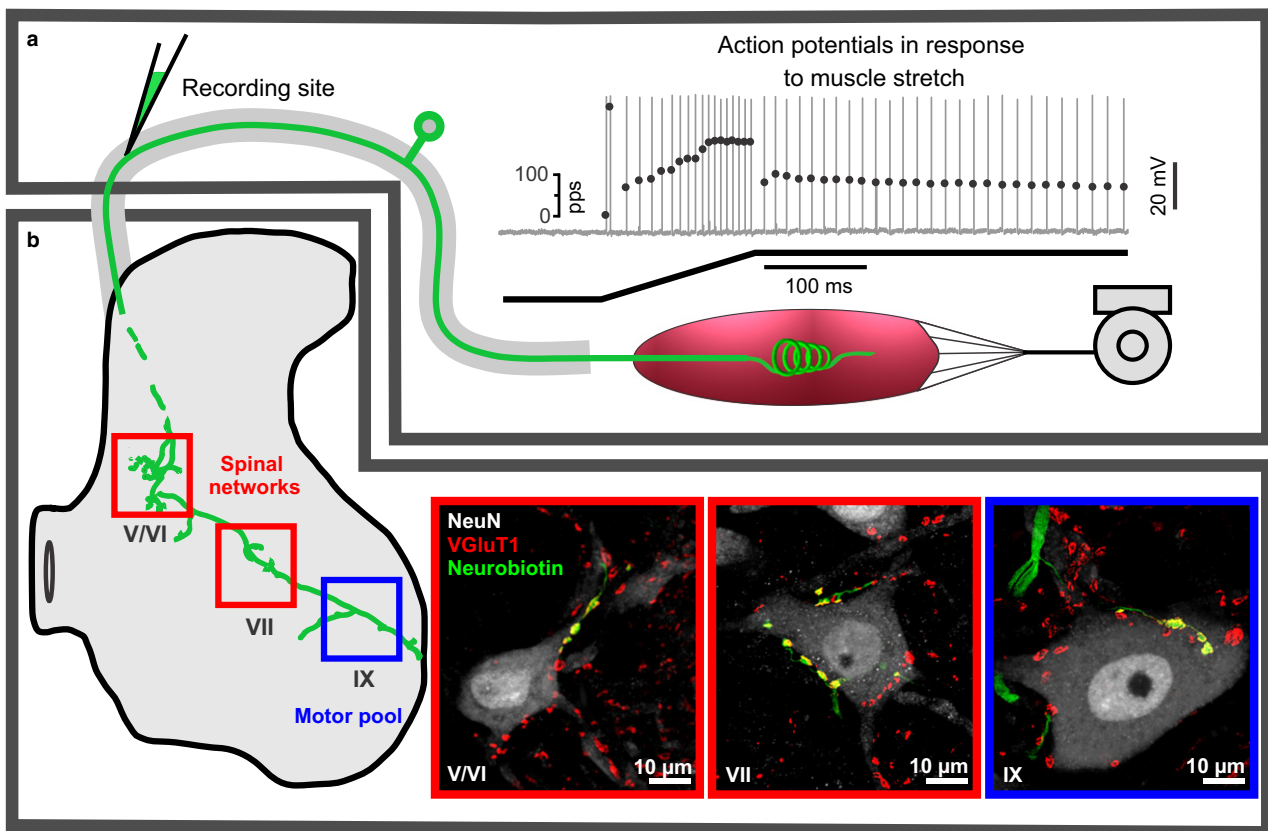 a
Recording site
Action potentials in response
to muscle stretch
100
0
pps
20 mV
100 ms
b
Spinal
networks
V/VI
VII
IX
Motor pool
NeuN
VGluT1
Neurobiotin
V/VI
10 µm
VII
10 µm
IX
10 µm